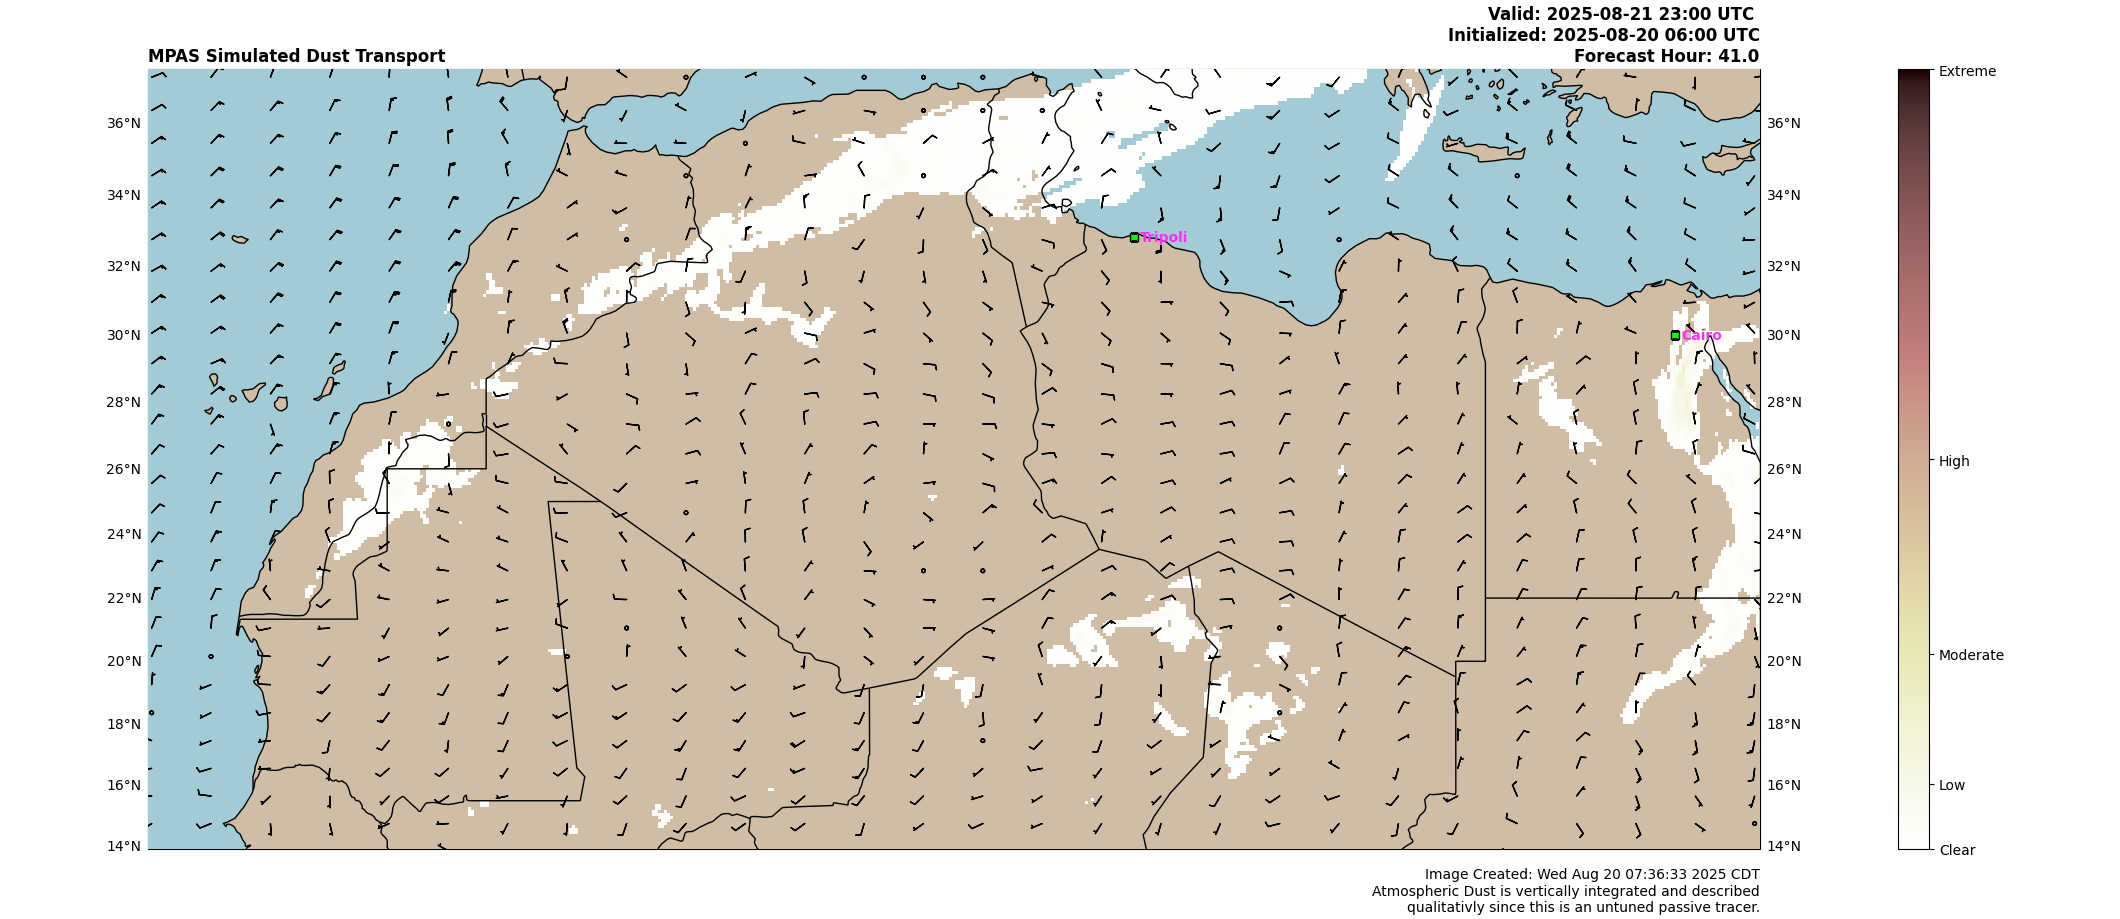 Valid: 2025-08-21 23:00 UTC
Initialized: 2025-08-20 06:00 UTC
MPAS Simulated Dust Transport
Forecast Hour: 41.0
Extreme
36°N
36°N
34°N
34°N
Tripoli
32°N
32°N
30°N
Cairo
30°N
28°N
28°N
26°N
26°N
High
24°N
24°N
22°N
22°N
20°N
20°N
Moderate
18°N
18°N
16°N
16°N
Low
14°N
14°N
Clear
Image Created: Wed Aug 20 07:36:33 2025 CDT
Atmospheric Dust is vertically integrated and described
qualitativly since this is an untuned passive tracer.